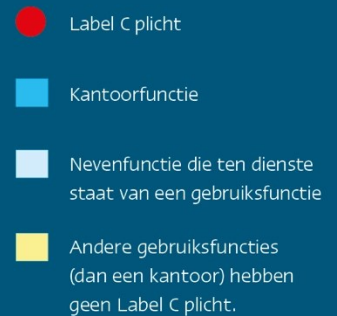 Label C plicht
Kantoorfunctie
Nevenfunctie die ten dienste
staat van een gebruiksfunctie
Andere gebruiksfuncties
(dan een kantoor) hebben
geen Label C plicht.